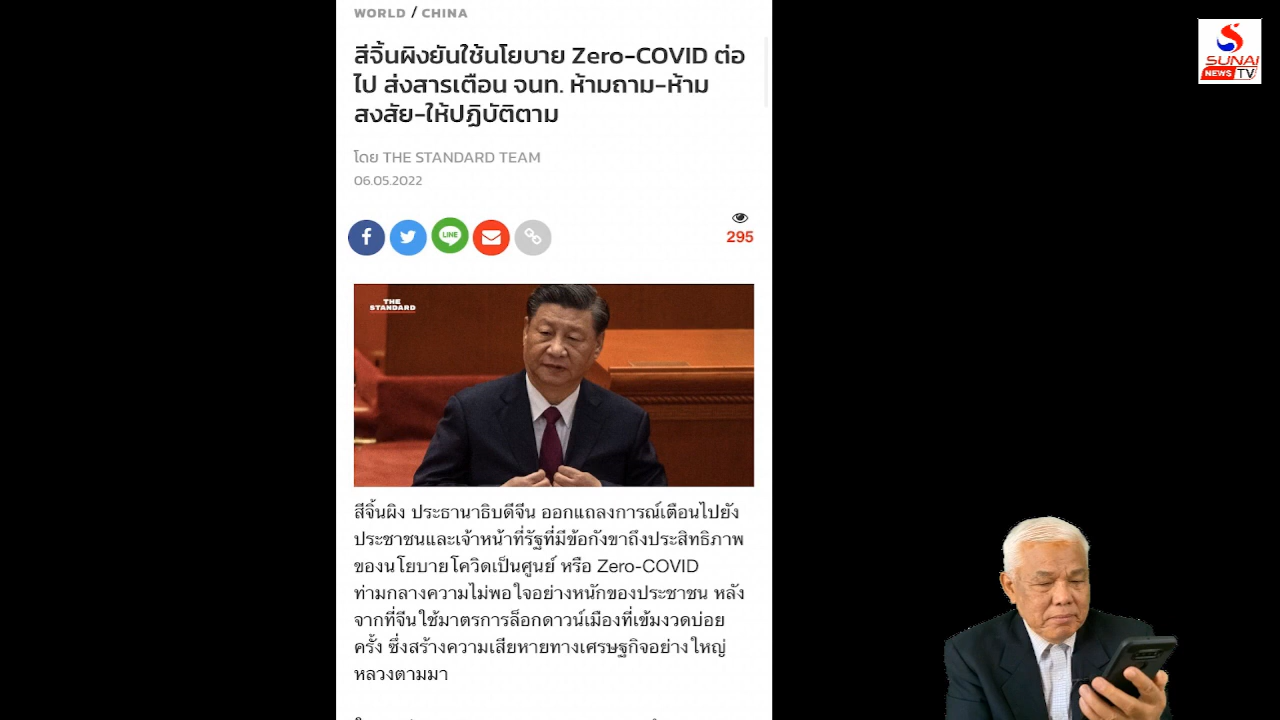 WORLD / CHINA
สีจิ้นผิงยันใช้นโยบาย Zero-COVID ต่อ
ไป ส่งสารเตือน จนท. ห้ามถาม-ห้าม
สงสัย-ให้ปฏิบัติตาม
โดย THE STANDARD TEAM
06.05.2022
LINE
295
THE
STANDARD
สีจิ้นผิง ประธานาธิบดีจีน ออกแถลงการณ์เตือนไปยัง
ประชาชนและเจ้าหน้าที่รัฐที่มีข้อกังขาถึงประสิทธิภาพ
ของนโยบายโควิดเป็นศูนย์ หรือ Zero-COVID
ท่ามกลางความไม่พอใจอย่างหนักของประชาชน หลัง
จากที่จีนใช้มาตรการล็อกดาวน์เมืองที่เข้มงวดบ่อย
ครั้ง ซึ่งสร้างความเสียหายทางเศรษฐกิจอย่างใหญ่
หลวงตามมา
SUNAI
NEWS TV